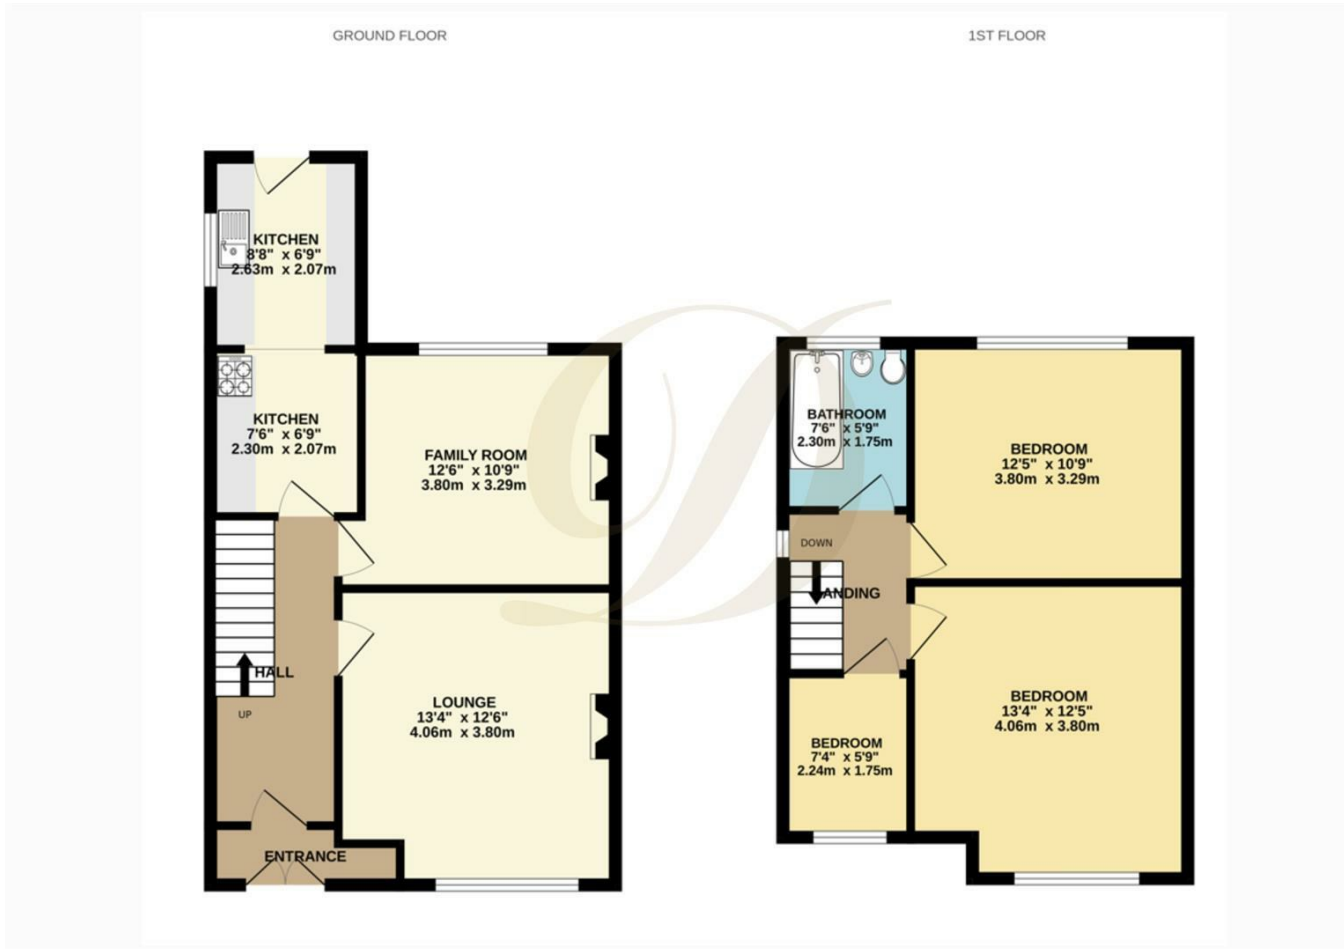 GROUND FLOOR
1ST FLOOR
KITCHEN
8'8" x 6'9"
2.63m x 2.07m
KITCHEN
7'6" x 6'9"
2.30m x 2.07m
FAMILY ROOM
12'6" x 10'9"
3.80m x 3.29m
HALL
UP
LOUNGE
13'4" x 12'6"
4.06m x 3.80m
ENTRANCE
BATHROOM
7'6" x 5'9"
2.30m x 1.75m
BEDROOM
12'5" x 10'9"
3.80m x 3.29m
DOWN
LANDING
BEDROOM
13'4" x 12'5"
4.06m x 3.80m
BEDROOM
7'4" x 5'9"
2.24m x 1.75m
D